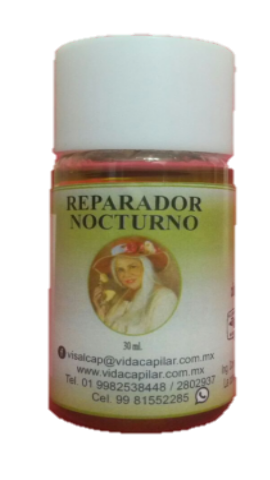 REPARADOR
NOCTURNO
30 ml.
visalcap@vidacapilar.com.mx
www.vidacapilar.com.mx
Tel. 01 9982538448 / 2802937
Cel. 99 81552285